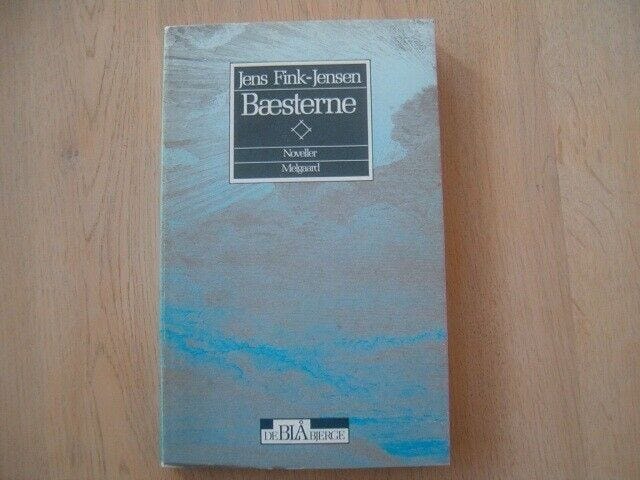 Jens Fink-Jensen
Bæsterne
Noveller
Melgaard
DE BLÅ BJERGE